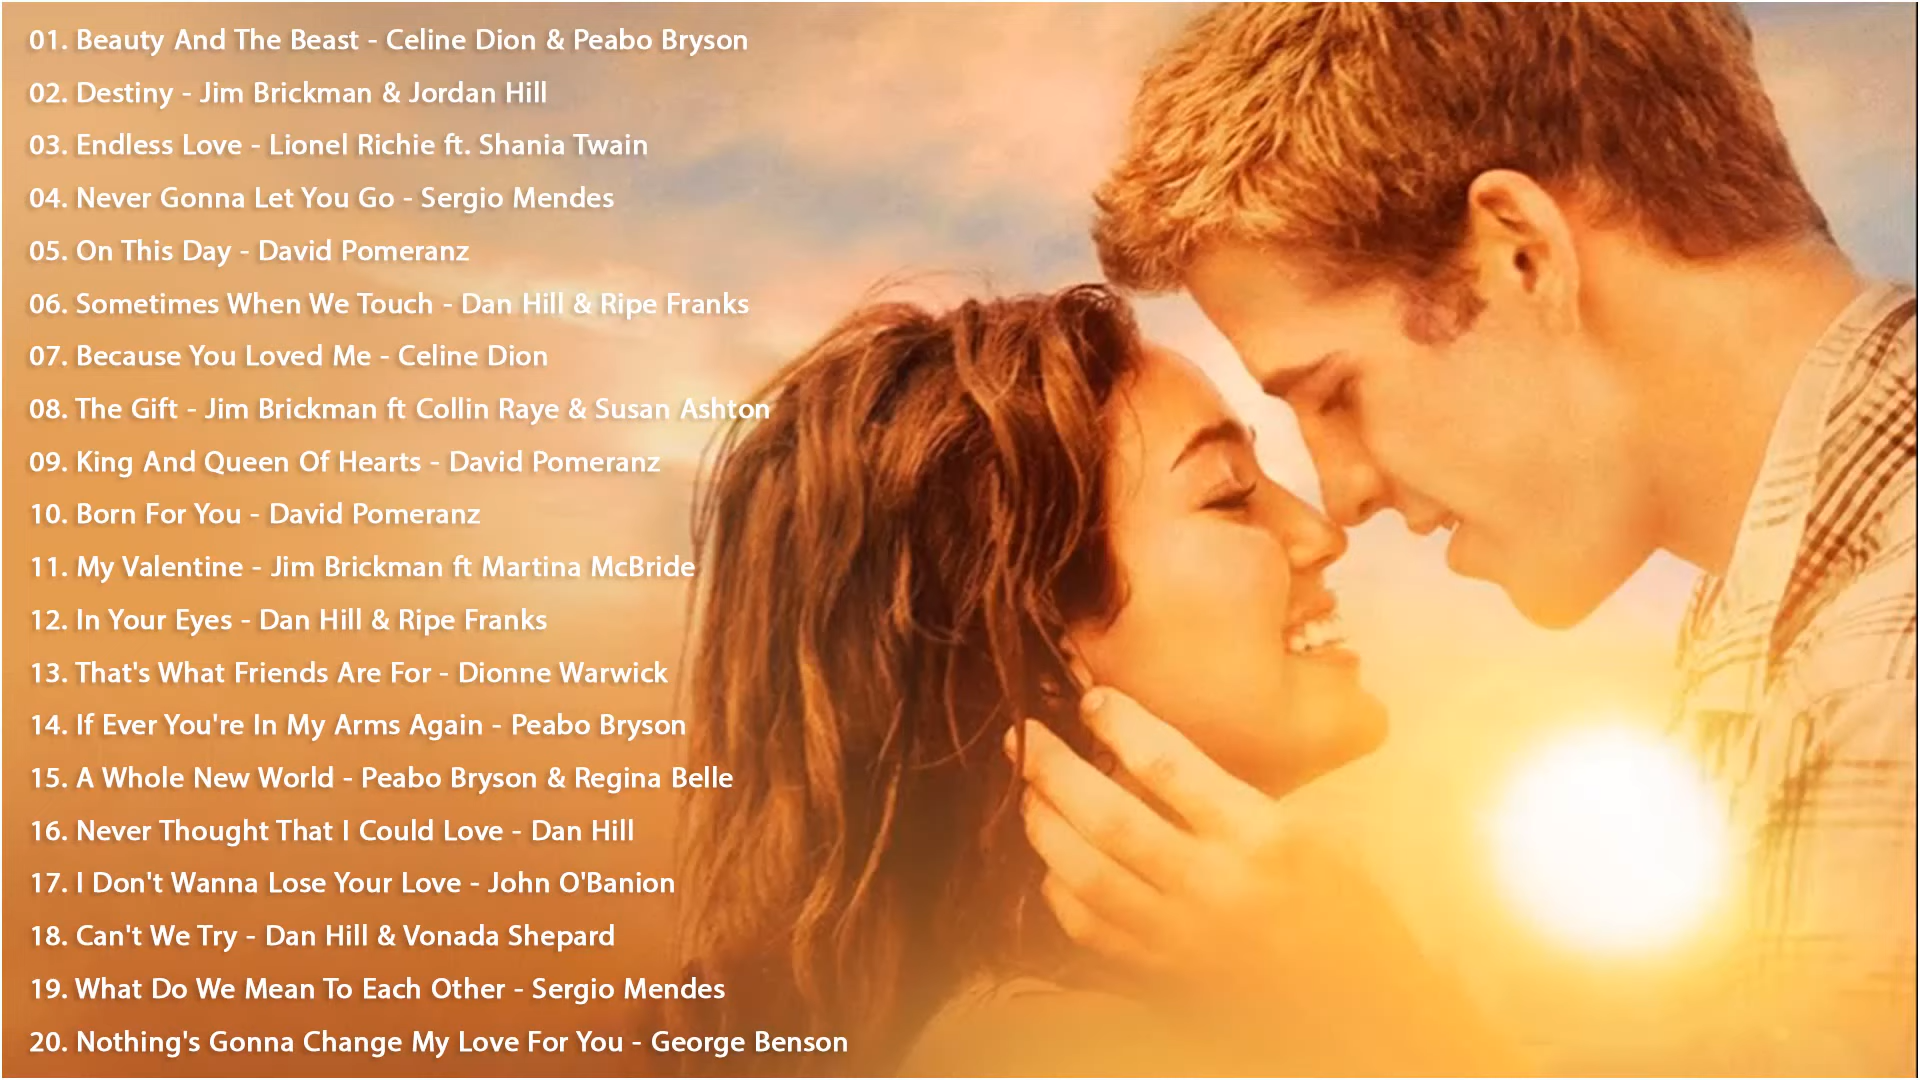 01. Beauty And The Beast - Celine Dion & Peabo Bryson
02. Destiny - Jim Brickman & Jordan Hill
03. Endless Love - Lionel Richie ft. Shania Twain
04. Never Gonna Let You Go - Sergio Mendes
05. On This Day - David Pomeranz
06. Sometimes When We Touch - Dan Hill & Ripe Franks
07. Because You Loved Me - Celine Dion
08. The Gift - Jim Brickman ft Collin Raye & Susan Ashton
09. King And Queen Of Hearts - David Pomeranz
10. Born For You - David Pomeranz
11. My Valentine - Jim Brickman ft Martina McBride
12. In Your Eyes - Dan Hill & Ripe Franks
13. That's What Friends Are For - Dionne Warwick
14. If Ever You're In My Arms Again - Peabo Bryson
15. A Whole New World - Peabo Bryson & Regina Belle
16. Never Thought That I Could Love - Dan Hill
17. I Don't Wanna Lose Your Love - John O'Banion
18. Can't We Try - Dan Hill & Vonada Shepard
19. What Do We Mean To Each Other - Sergio Mendes
20. Nothing's Gonna Change My Love For You - George Benson